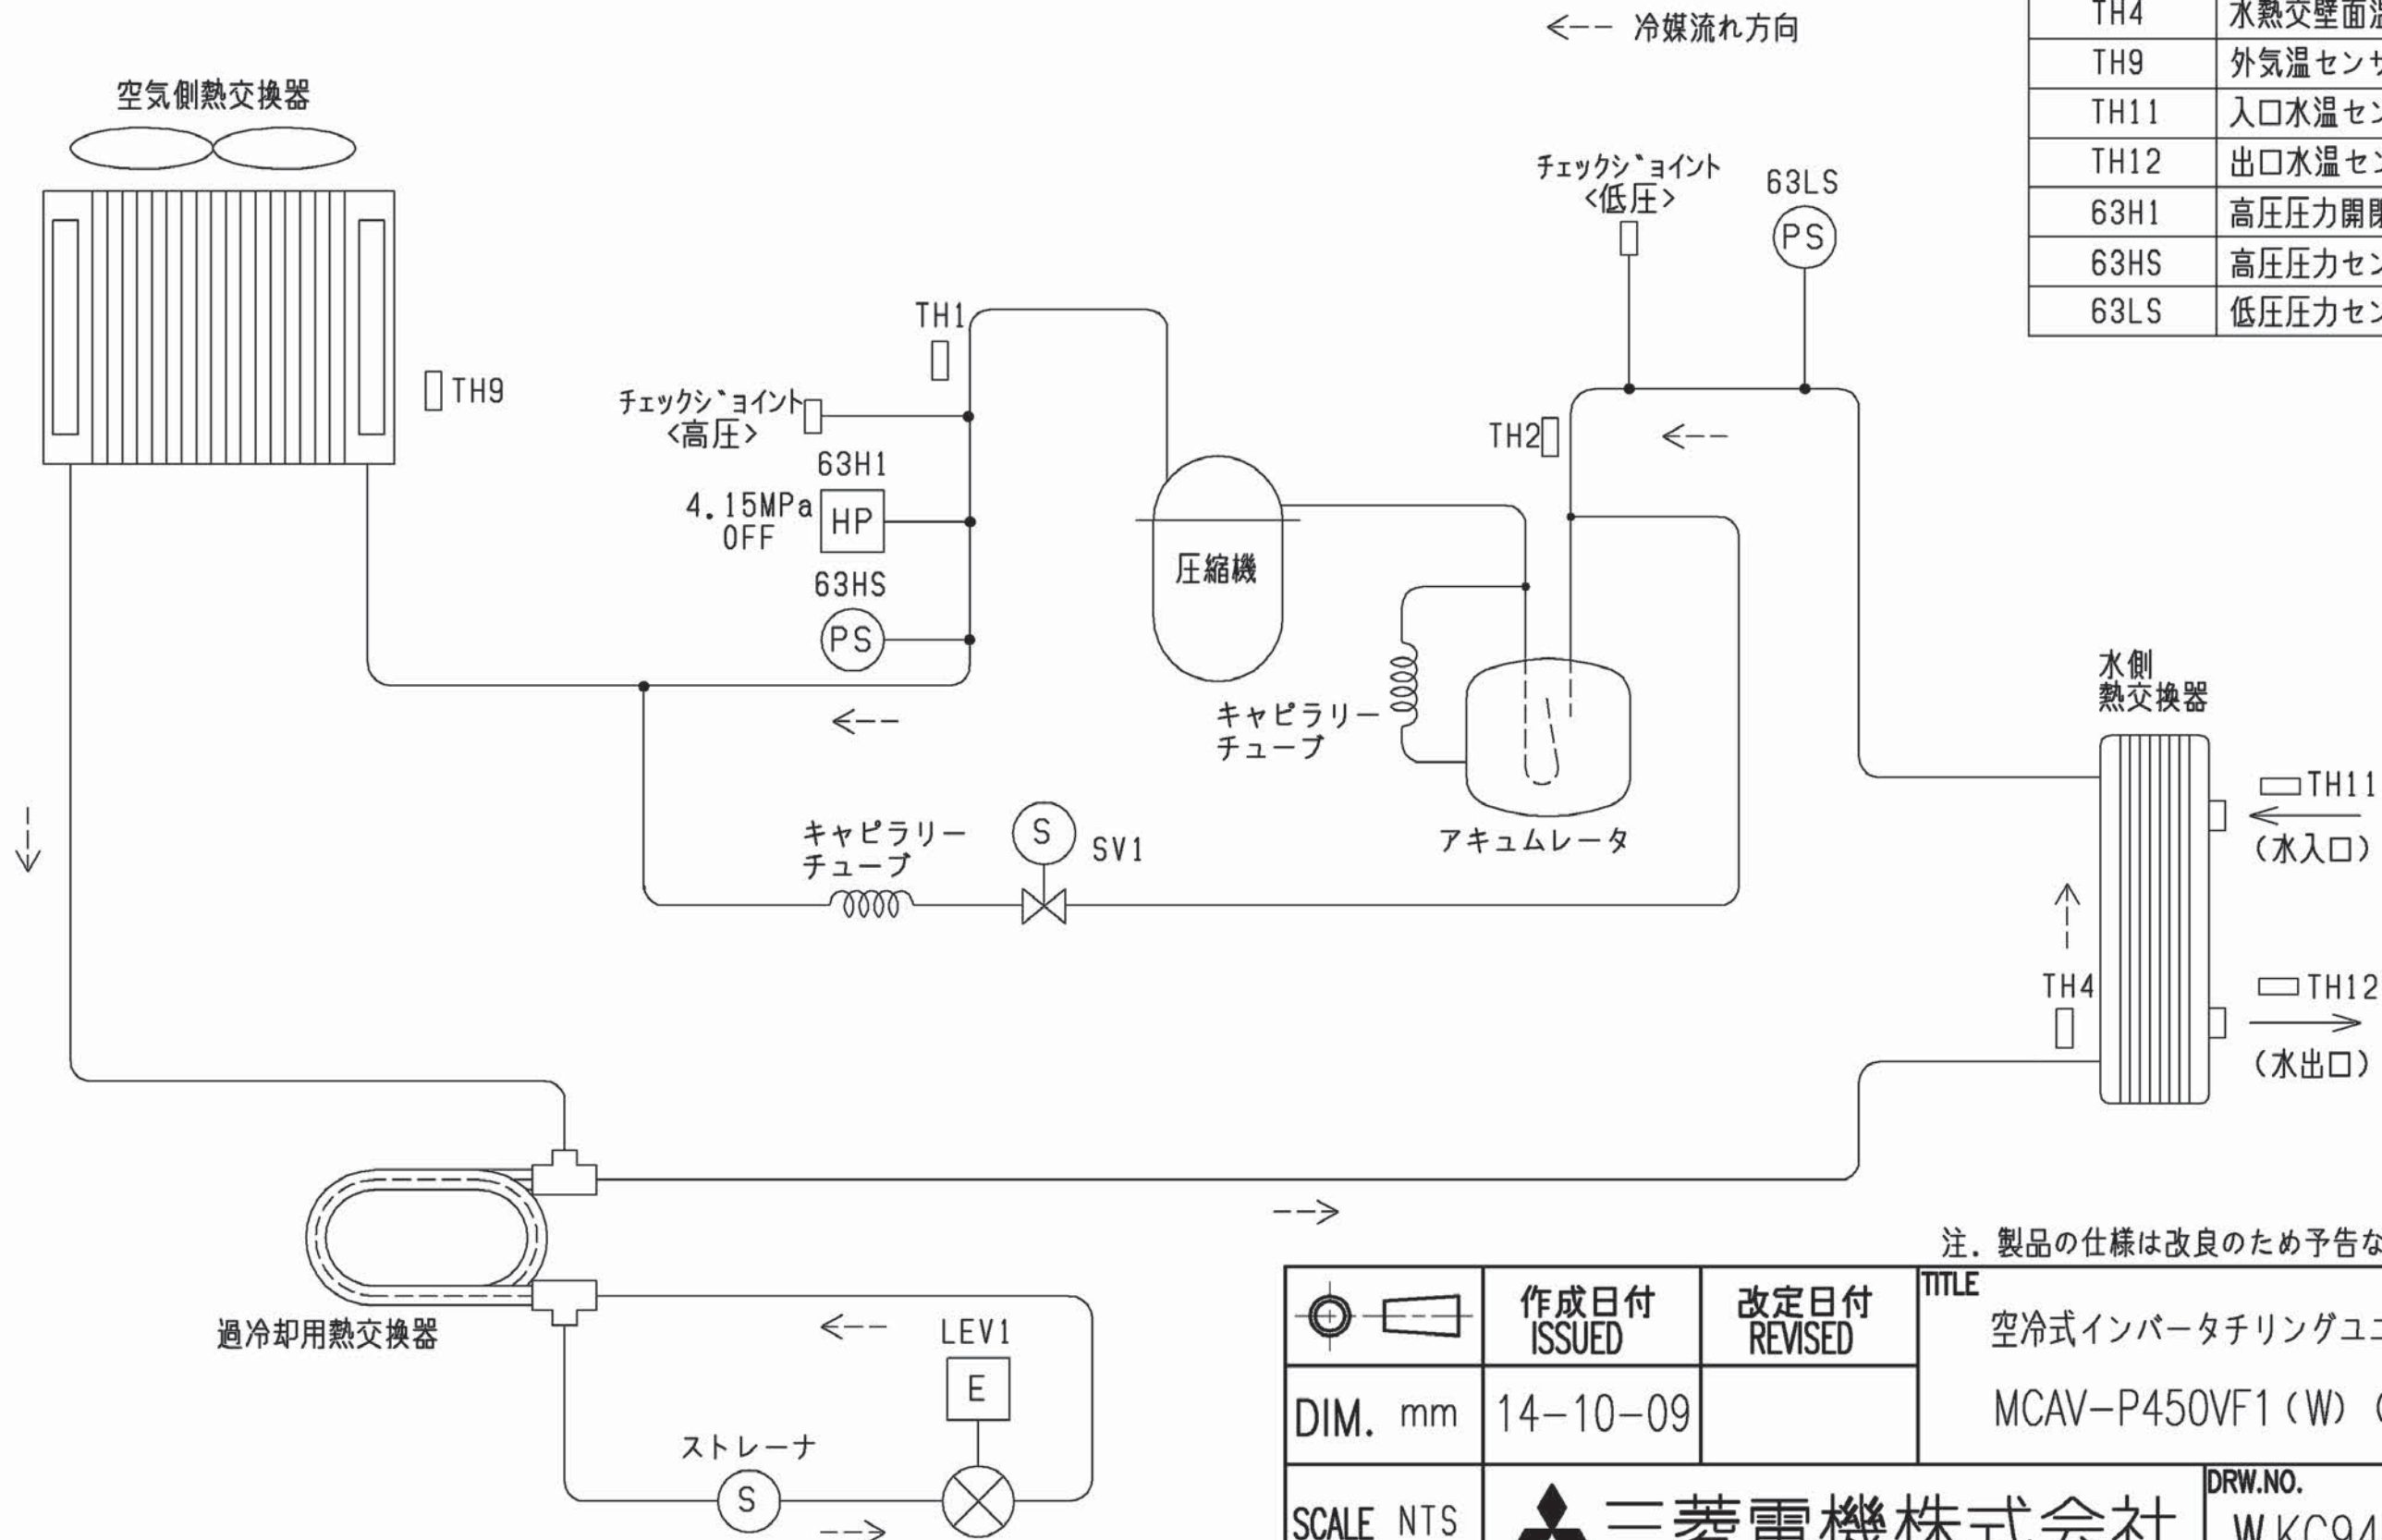 ←-- 冷媒流れ方向
TH4 水熱交壁面温
TH9 外気温センサ
TH11 入口水温セン
TH12 出口水温セン
63H1 高圧圧力開閉
63HS 高圧圧力セン
63LS 低圧圧力セン
空気側熱交換器
TH9
TH1
チェックジョイント
<高圧>
63H1
4.15MPa
OFF
HP
63HS
PS
圧縮機
チェックジョイント
<低圧>
63LS
PS
TH2
キャピラリー
チューブ
アキュムレータ
キャピラリー
チューブ
S
SV1
水側
熱交換器
TH11
(水入口)
TH4
TH12
(水出口)
過冷却用熱交換器
LEV1
E
ストレーナ
S
注. 製品の仕様は改良のため予告な
作成日付
ISSUED
改定日付
REVISED
TITLE
空冷式インバータチリングユニ
MCAV-P450VF1(W) (
DIM. mm
14-10-09
SCALE NTS
三菱電機株式会社
DRW.NO.
WKC94